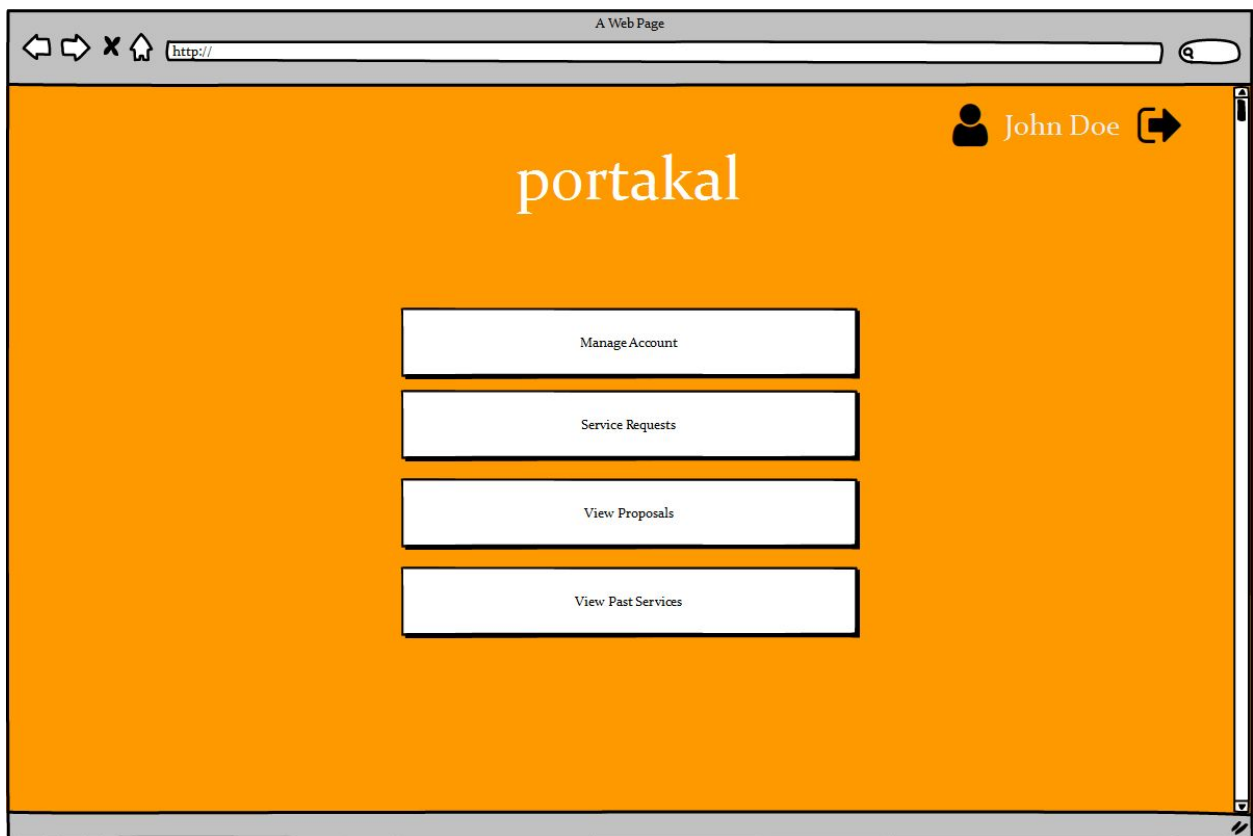 A Web Page
http://
John Doe
portakal
Manage Account
Service Requests
View Proposals
View Past Services